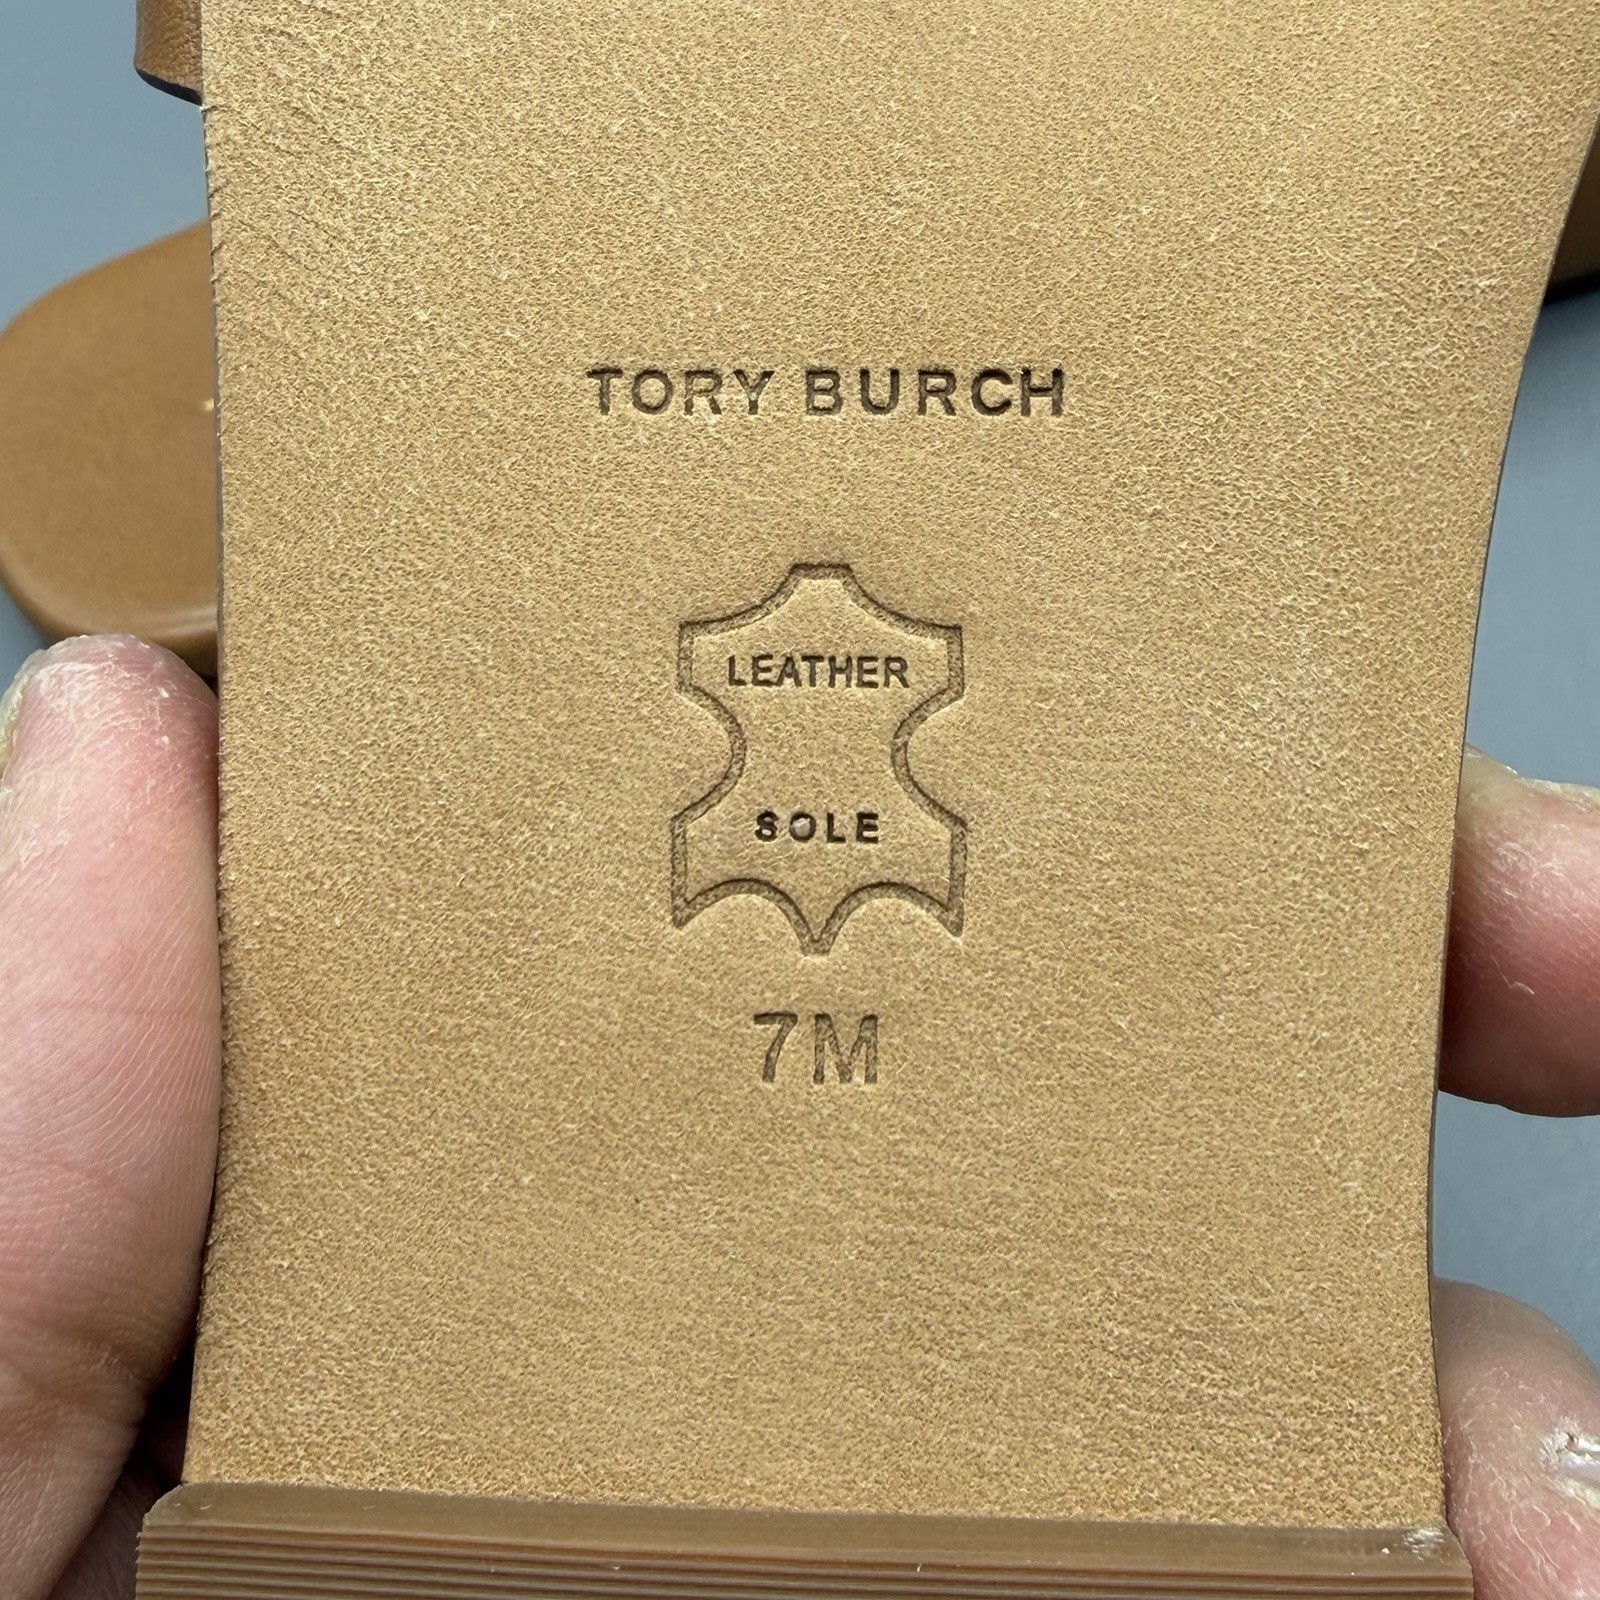 TORY BURCH
LEATHER
SOLE
7M